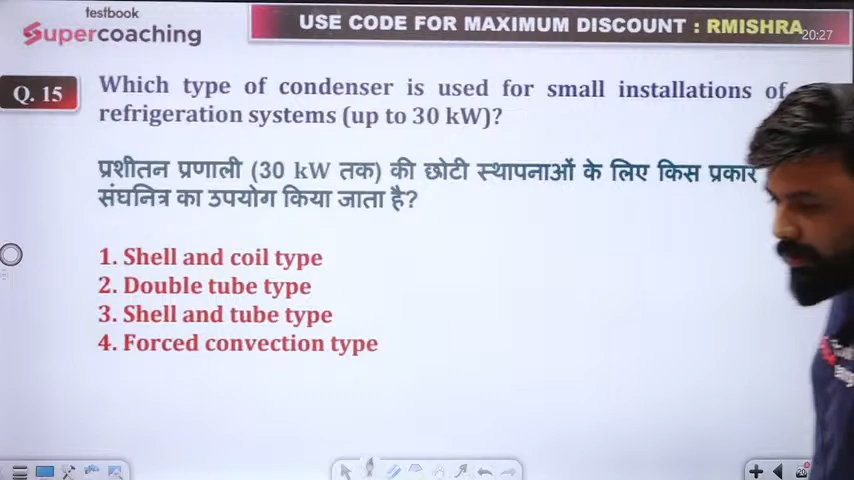 testbook
Supercoaching
USE CODE FOR MAXIMUM DISCOUNT : RMISHRA
20:27
Q. 15
Which type of condenser is used for small installations of
refrigeration systems (up to 30 kW)?
प्रशीतन प्रणाली (30 kW तक) की छोटी स्थापनाओं के लिए किस प्रकार
संघनित्र का उपयोग किया जाता है?
1. Shell and coil type
2. Double tube type
3. Shell and tube type
4. Forced convection type